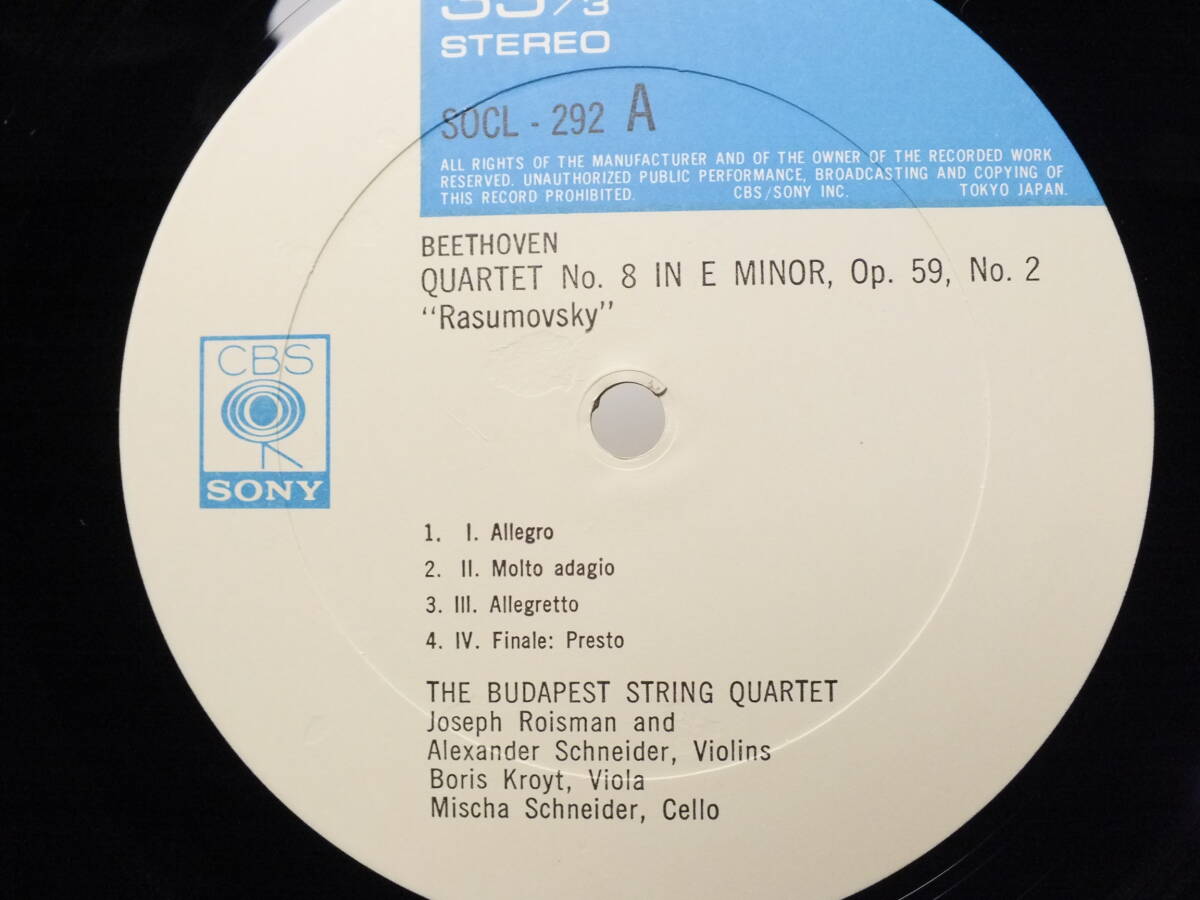 33 1/3
STEREO
SOCL - 292 A
ALL RIGHTS OF THE MANUFACTURER AND OF THE OWNER OF THE RECORDED WORK
RESERVED. UNAUTHORIZED PUBLIC PERFORMANCE, BROADCASTING AND COPYING OF
THIS RECORD PROHIBITED. CBS/SONY INC. TOKYO JAPAN.
BEETHOVEN
QUARTET No. 8 IN E MINOR, Op. 59, No. 2
“Rasumovsky”
CBS
SONY
1. I. Allegro
2. II. Molto adagio
3. III. Allegretto
4. IV. Finale: Presto
THE BUDAPEST STRING QUARTET
Joseph Roisman and
Alexander Schneider, Violins
Boris Kroyt, Viola
Mischa Schneider, Cello